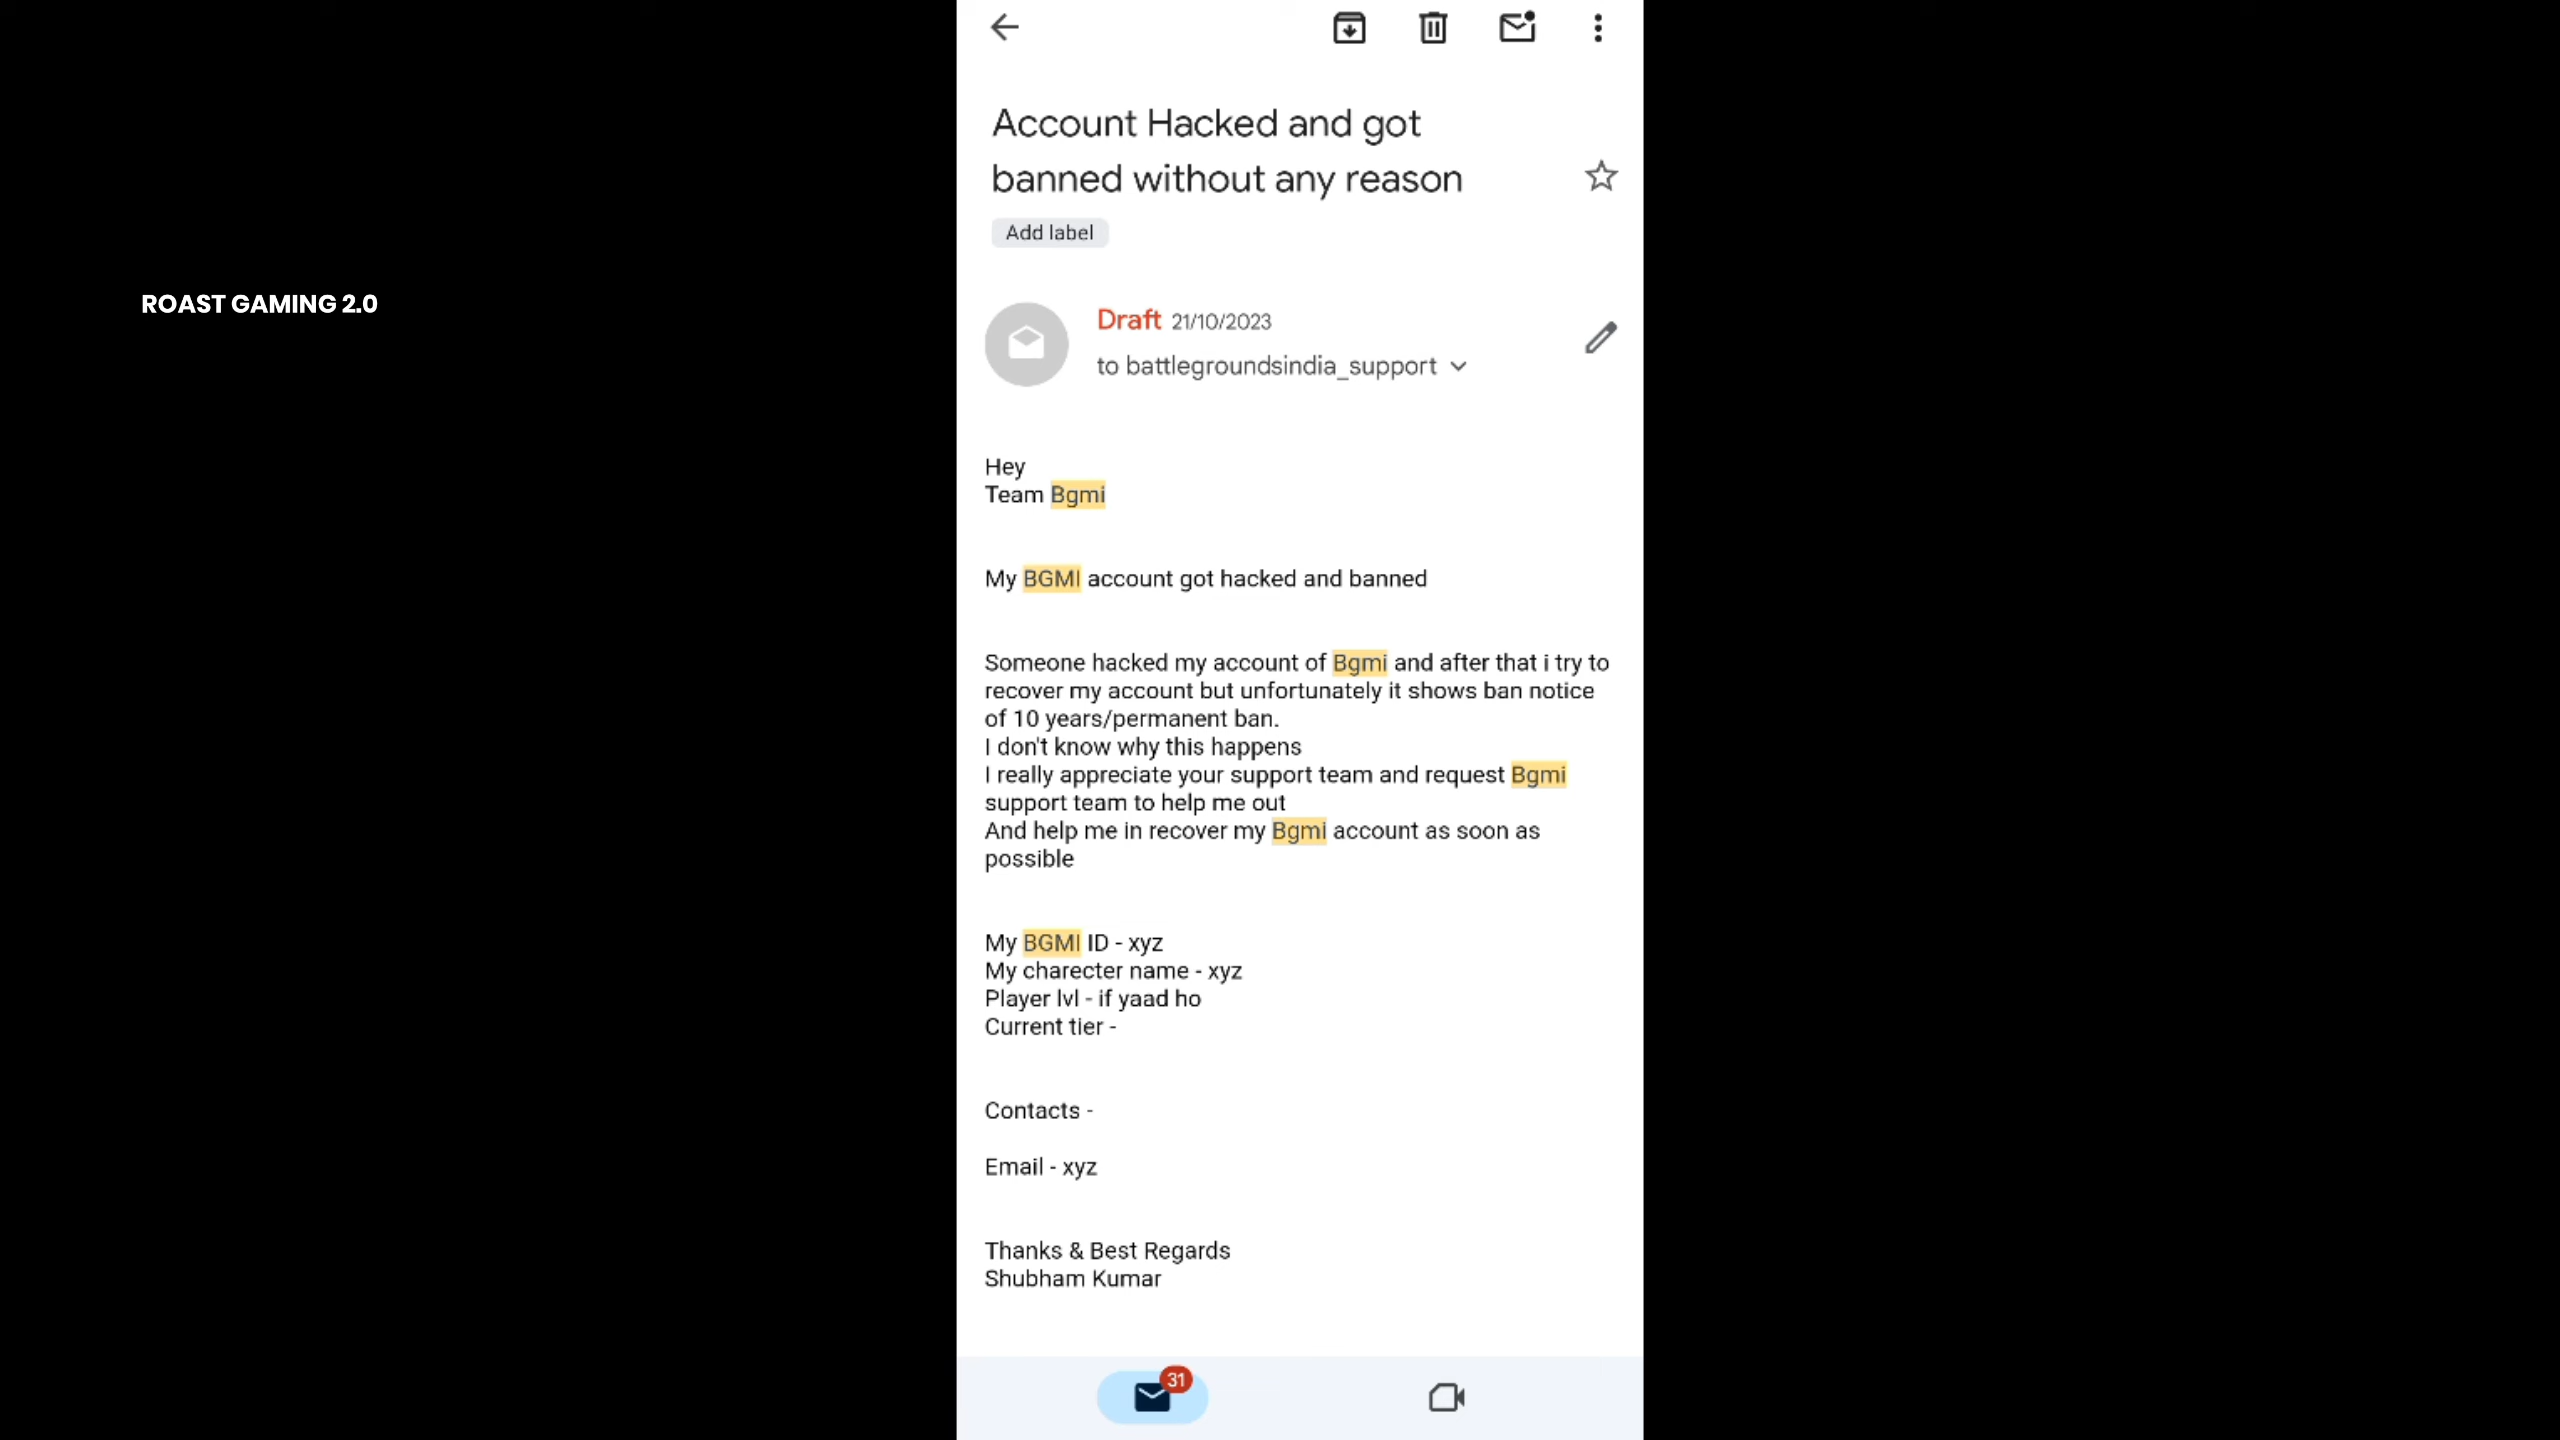 Account Hacked and got
banned without any reason
Add label
ROAST GAMING 2.0
Draft 21/10/2023
to battlegroundsindia_support
Hey
Team Bgmi
My BGMI account got hacked and banned
Someone hacked my account of Bgmi and after that i try to
recover my account but unfortunately it shows ban notice
of 10 years/permanent ban.
I don't know why this happens
I really appreciate your support team and request Bgmi
support team to help me out
And help me in recover my Bgmi account as soon as
possible
My BGMI ID - xyz
My charecter name - xyz
Player lvl - if yaad ho
Current tier -
Contacts -
Email - xyz
Thanks & Best Regards
Shubham Kumar
31